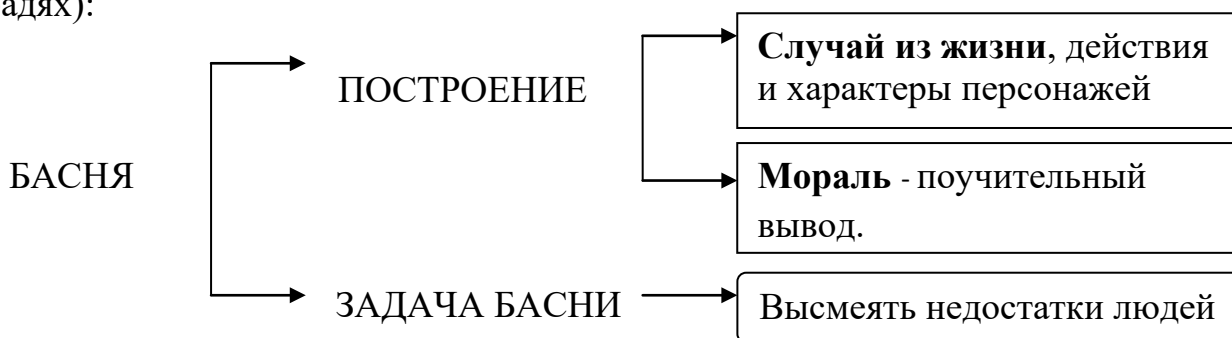 адях):
Случай из жизни, действия
и характеры персонажей
ПОСТРОЕНИЕ
БАСНЯ
Мораль - поучительный
вывод.
ЗАДАЧА БАСНИ
Высмеять недостатки людей